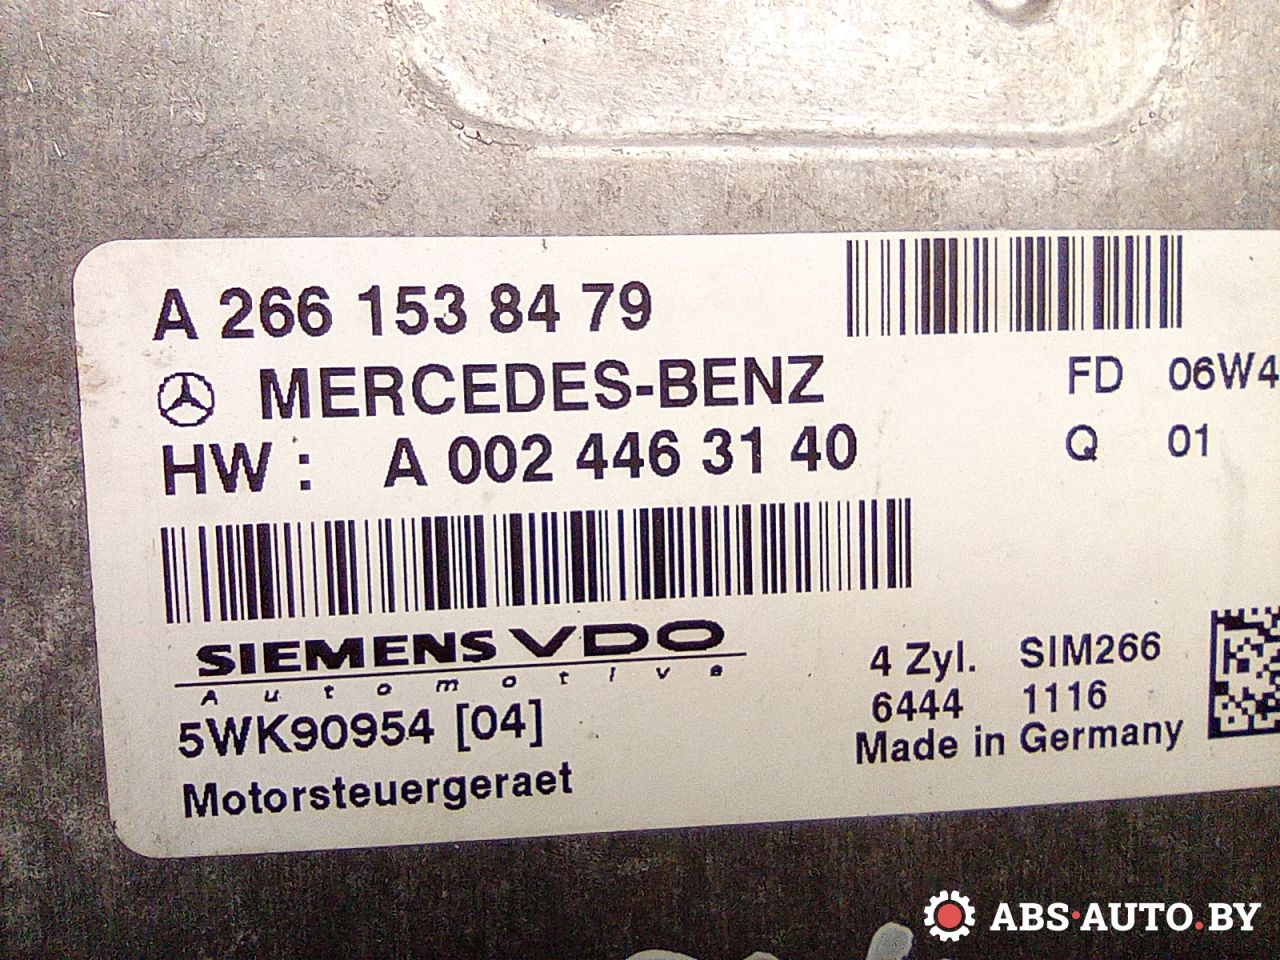 A 266 153 84 79
MERCEDES-BENZ
FD 06W4
HW : A 002 446 31 40
Q 01
SIEMENS VDO
Automotive
4 Zyl. SIM266
5WK90954 [04]
6444 1116
Made in Germany
Motorsteuergeraet
ABS·AUTO.BY